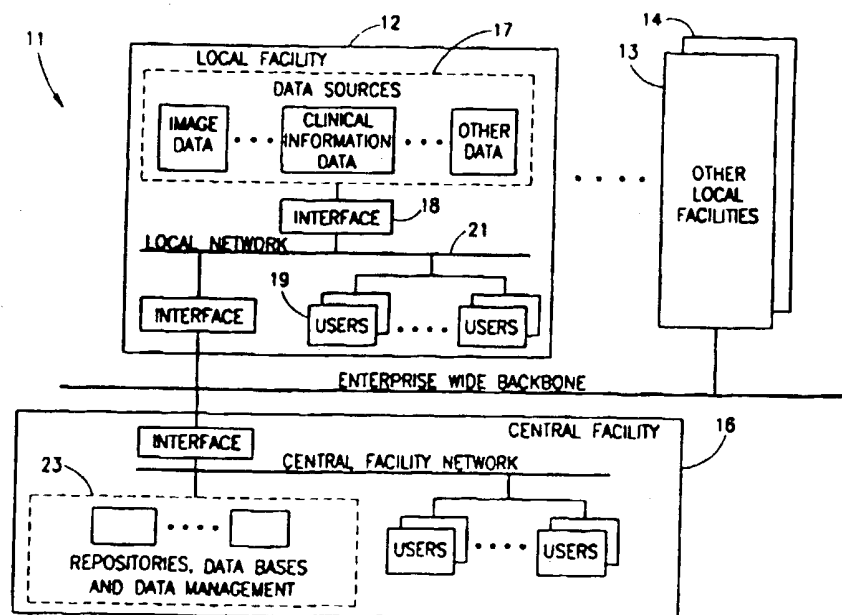 11
12
17
14
13
LOCAL FACILITY
DATA SOURCES
IMAGE
DATA
CLINICAL
INFORMATION
DATA
OTHER
DATA
INTERFACE
18
LOCAL NETWORK
21
INTERFACE
19
USERS
USERS
OTHER
LOCAL
FACILITIES
ENTERPRISE WIDE BACKBONE
INTERFACE
CENTRAL FACILITY
16
CENTRAL FACILITY NETWORK
23
REPOSITORIES, DATA BASES
AND DATA MANAGEMENT
USERS
USERS